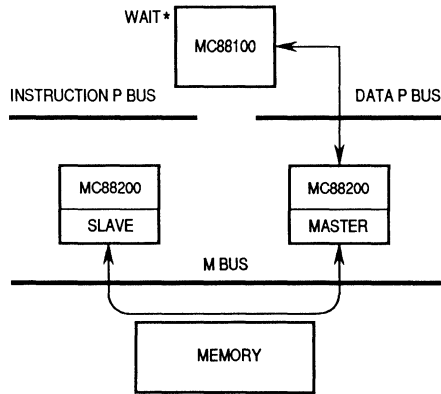 WAIT*
MC88100
INSTRUCTION P BUS
DATA P BUS
MC88200
SLAVE
MC88200
MASTER
M BUS
MEMORY